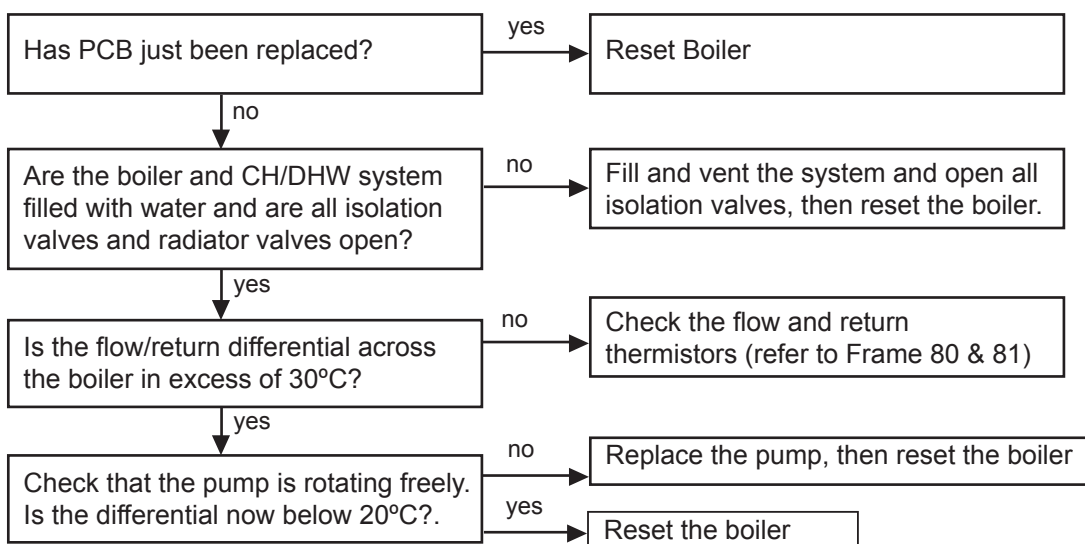 Has PCB just been replaced?
yes
Reset Boiler
no
Are the boiler and CH/DHW system
filled with water and are all isolation
valves and radiator valves open?
no
Fill and vent the system and open all
isolation valves, then reset the boiler.
yes
Is the flow/return differential across
the boiler in excess of 30ºC?
no
Check the flow and return
thermistors (refer to Frame 80 & 81)
yes
Check that the pump is rotating freely.
Is the differential now below 20ºC?.
no
Replace the pump, then reset the boiler
yes
Reset the boiler